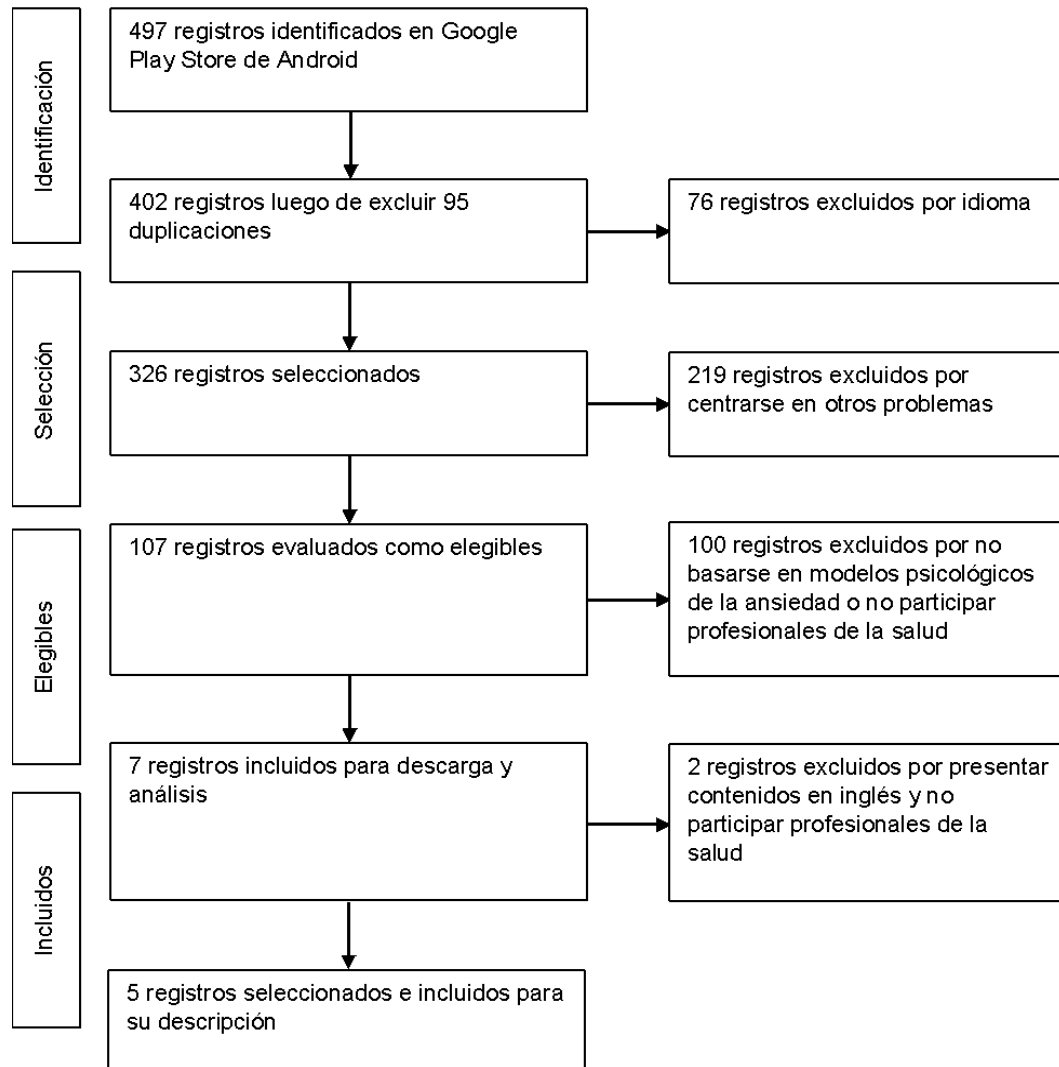 Identificación
497 registros identificados en Google
Play Store de Android
402 registros luego de excluir 95
duplicaciones
76 registros excluidos por idioma
Selección
326 registros seleccionados
219 registros excluidos por
centrarse en otros problemas
Elegibles
107 registros evaluados como elegibles
100 registros excluidos por no
basarse en modelos psicológicos
de la ansiedad o no participar
profesionales de la salud
7 registros incluidos para descarga y
análisis
2 registros excluidos por presentar
contenidos en inglés y no
participar profesionales de la
salud
Incluidos
5 registros seleccionados e incluidos para
su descripción